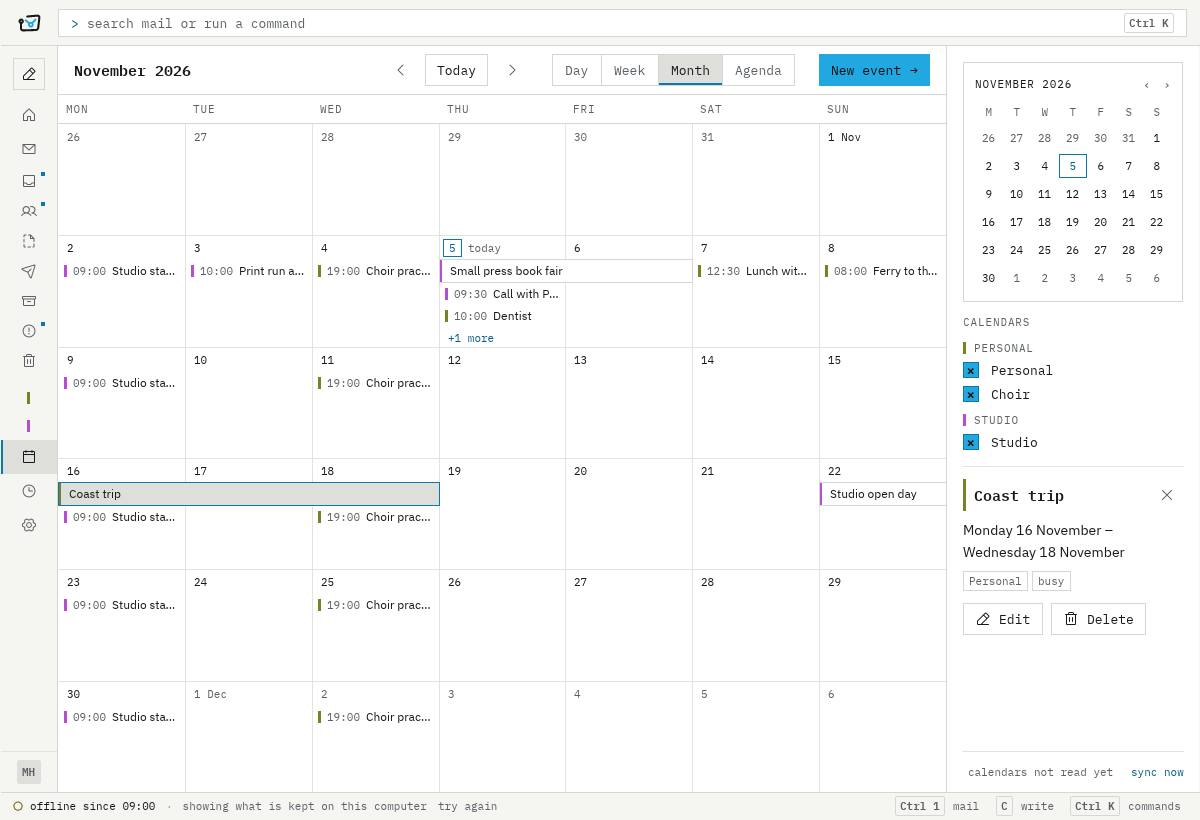 > search mail or run a command Ctrl K
November 2026 Today Day Week Month Agenda New event →
MON TUE WED THU FRI SAT SUN
26 27 28 29 30 31 1 Nov
2 3 4 5 today 6 7 8
09:00 Studio sta… 10:00 Print run a… 19:00 Choir prac… Small press book fair 12:30 Lunch wit… 08:00 Ferry to th…
09:30 Call with P…
10:00 Dentist
+1 more
9 10 11 12 13 14 15
09:00 Studio sta… 19:00 Choir prac…
16 17 18 19 20 21 22
Coast trip Studio open day
09:00 Studio sta… 19:00 Choir prac…
23 24 25 26 27 28 29
09:00 Studio sta… 19:00 Choir prac…
30 1 Dec 2 3 4 5 6
09:00 Studio sta… 19:00 Choir prac…
NOVEMBER 2026 ‹ ›
M T W T F S S
26 27 28 29 30 31 1
2 3 4 5 6 7 8
9 10 11 12 13 14 15
16 17 18 19 20 21 22
23 24 25 26 27 28 29
30 1 2 3 4 5 6
CALENDARS
PERSONAL
Personal
Choir
STUDIO
Studio
Coast trip
Monday 16 November –
Wednesday 18 November
Personal busy
Edit Delete
calendars not read yet sync now
MH
offline since 09:00 · showing what is kept on this computer try again Ctrl 1 mail C write Ctrl K commands